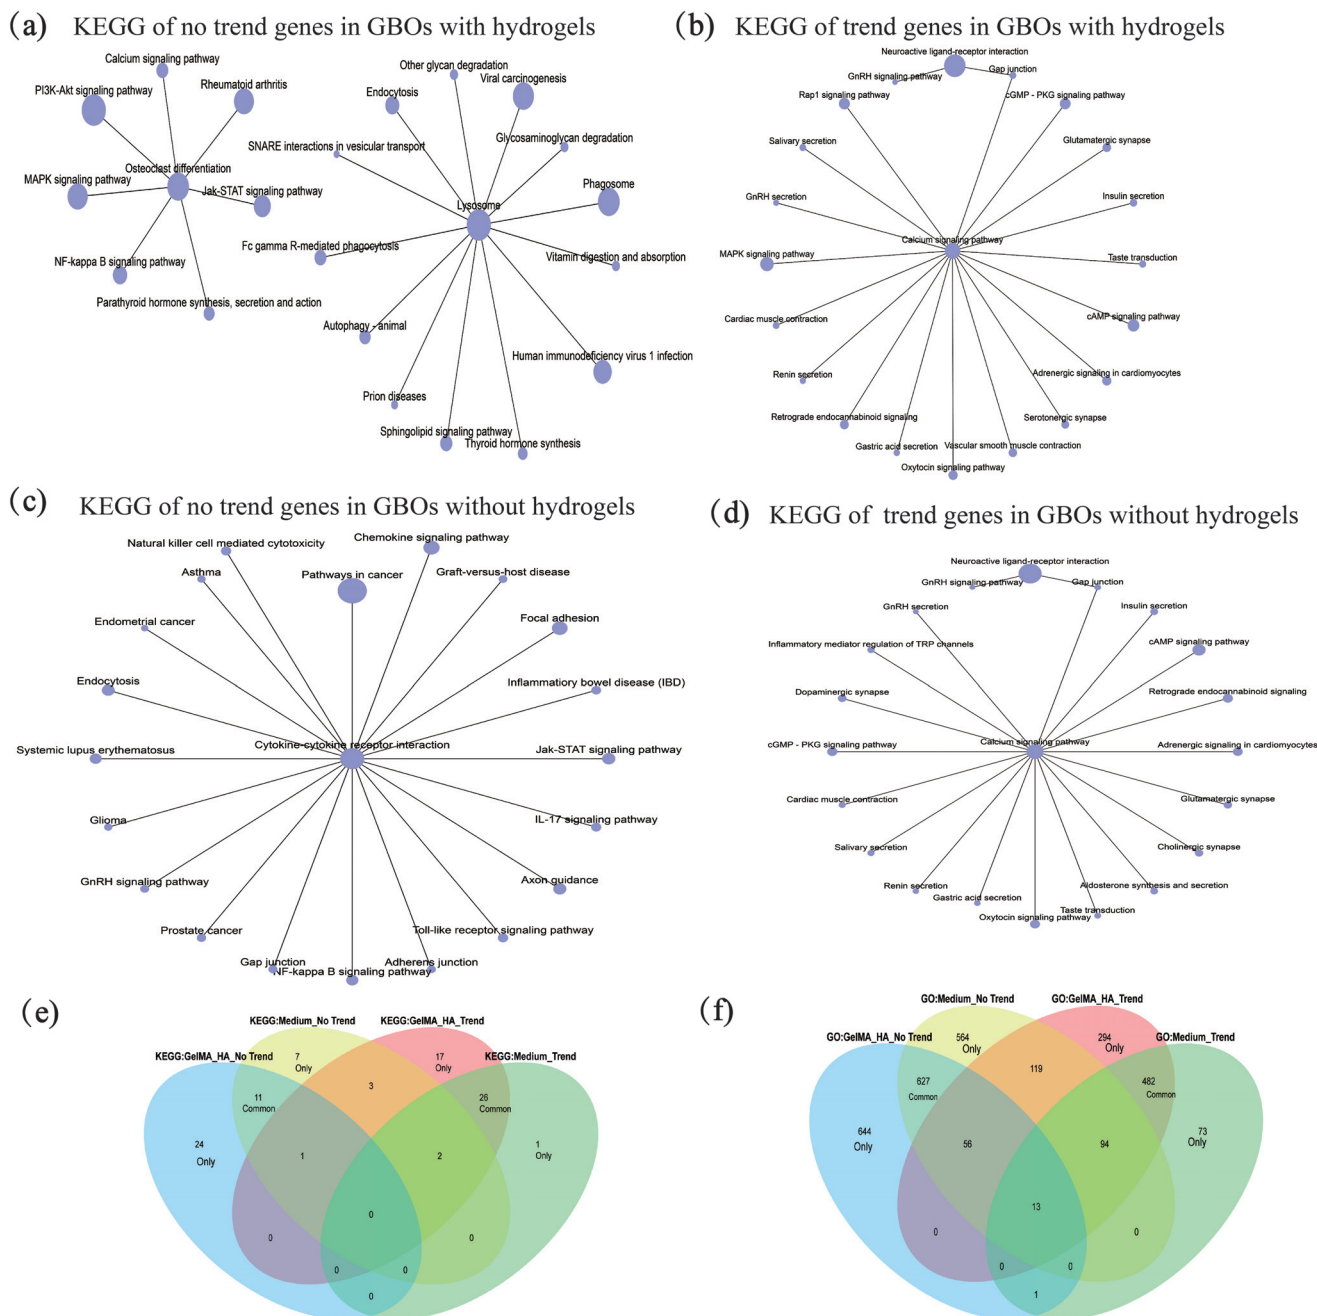 (a) KEGG of no trend genes in GBOs with hydrogels
Calcium signaling pathway
PI3K-Akt signaling pathway
Rheumatoid arthritis
Osteoclast differentiation
MAPK signaling pathway
Jak-STAT signaling pathway
NF-kappa B signaling pathway
Parathyroid hormone synthesis, secretion and action
Other glycan degradation
Viral carcinogenesis
Endocytosis
Glycosaminoglycan degradation
SNARE interactions in vesicular transport
Phagosome
Lysosome
Fc gamma R-mediated phagocytosis
Vitamin digestion and absorption
Autophagy - animal
Human immunodeficiency virus 1 infection
Prion diseases
Sphingolipid signaling pathway
Thyroid hormone synthesis
(b) KEGG of trend genes in GBOs with hydrogels
Neuroactive ligand-receptor interaction
GnRH signaling pathway
Gap junction
Rap1 signaling pathway
cGMP - PKG signaling pathway
Salivary secretion
Glutamatergic synapse
GnRH secretion
Insulin secretion
Calcium signaling pathway
MAPK signaling pathway
Taste transduction
Cardiac muscle contraction
cAMP signaling pathway
Renin secretion
Adrenergic signaling in cardiomyocytes
Retrograde endocannabinoid signaling
Serotonergic synapse
Gastric acid secretion
Vascular smooth muscle contraction
Oxytocin signaling pathway
(c) KEGG of no trend genes in GBOs without hydrogels
Natural killer cell mediated cytotoxicity
Chemokine signaling pathway
Asthma
Pathways in cancer
Graft-versus-host disease
Endometrial cancer
Focal adhesion
Endocytosis
Inflammatiory bowel disease (IBD)
Systemic lupus erythematosus
Cytokine-cytokine receptor interaction
Jak-STAT signaling pathway
Glioma
IL-17 signaling pathway
GnRH signaling pathway
Axon guidance
Prostate cancer
Toll-like receptor signaling pathway
Gap junction
NF-kappa B signaling pathway
Adherens junction
(d) KEGG of trend genes in GBOs without hydrogels
Neuroactive ligand-receptor interaction
GnRH signaling pathway
Gap junction
GnRH secretion
Insulin secretion
Inflammatory mediator regulation of TRP channels
cAMP signaling pathway
Dopaminergic synapse
Retrograde endocannabinoid signaling
cGMP - PKG signaling pathway
Calcium signaling pathway
Adrenergic signaling in cardiomyocytes
Cardiac muscle contraction
Glutamatergic synapse
Salivary secretion
Cholinergic synapse
Renin secretion
Aldosterone synthesis and secretion
Gastric acid secretion
Taste transduction
Oxytocin signaling pathway
(e)
KEGG:Medium_No Trend
KEGG:GelMA_HA_Trend
KEGG:GelMA_HA_No Trend
KEGG:Medium_Trend
7
Only
17
Only
3
11
Common
26
Common
24
Only
1
2
1
Only
0
0
0
0
0
0
(f)
GO:Medium_No Trend
GO:GelMA_HA_Trend
GO:GelMA_HA_No Trend
GO:Medium_Trend
564
Only
294
Only
119
627
Common
482
Common
644
Only
56
94
73
Only
13
0
0
0
0
1